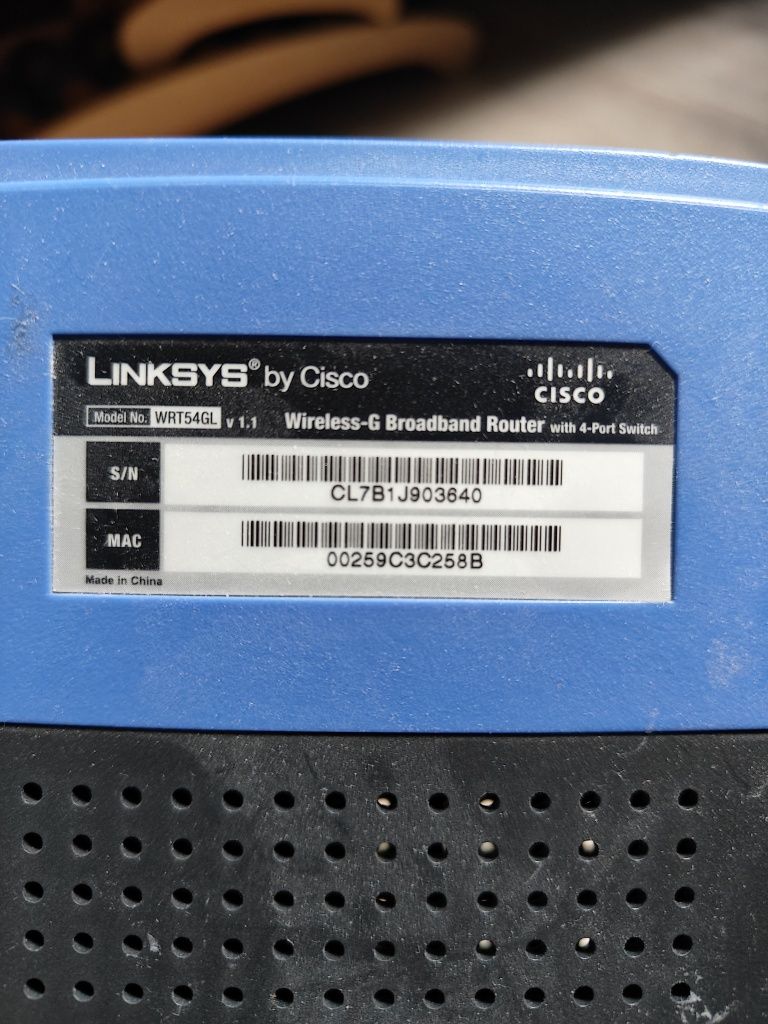 LINKSYS® by Cisco
CISCO
Model No. WRT54GL v 1.1 Wireless-G Broadband Router with 4-Port Switch
S/N
CL7B1J903640
MAC
00259C3C258B
Made in China